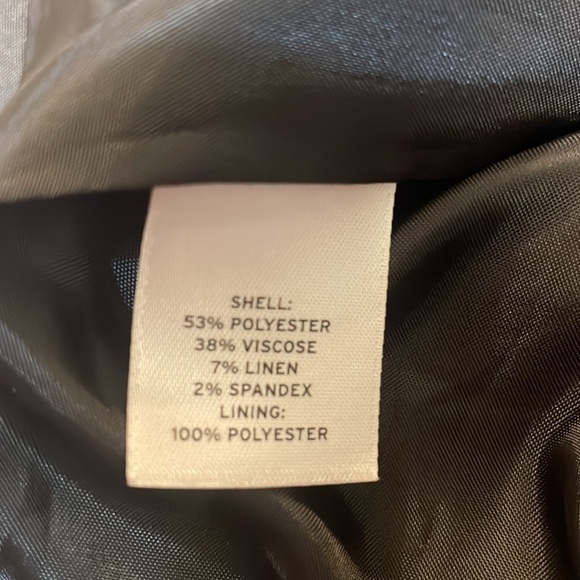 SHELL:
53% POLYESTER
38% VISCOSE
7% LINEN
2% SPANDEX
LINING:
100% POLYESTER